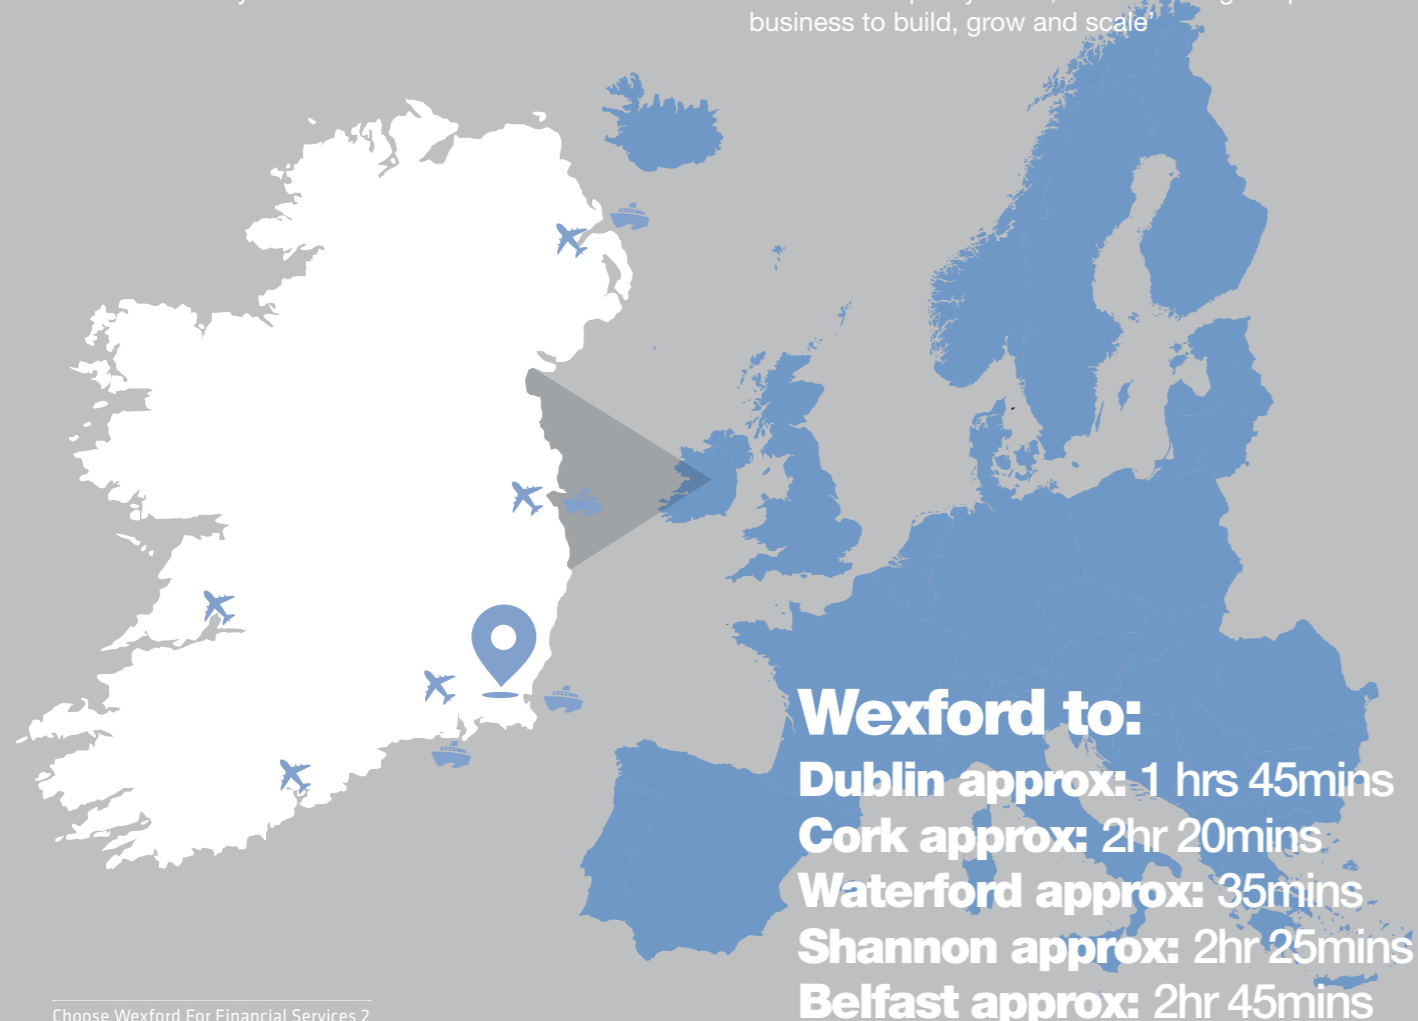 business to build, grow and scale’
Wexford to:
Dublin approx: 1 hrs 45mins
Cork approx: 2hr 20mins
Waterford approx: 35mins
Shannon approx: 2hr 25mins
Belfast approx: 2hr 45mins
Choose Wexford For Financial Services 2